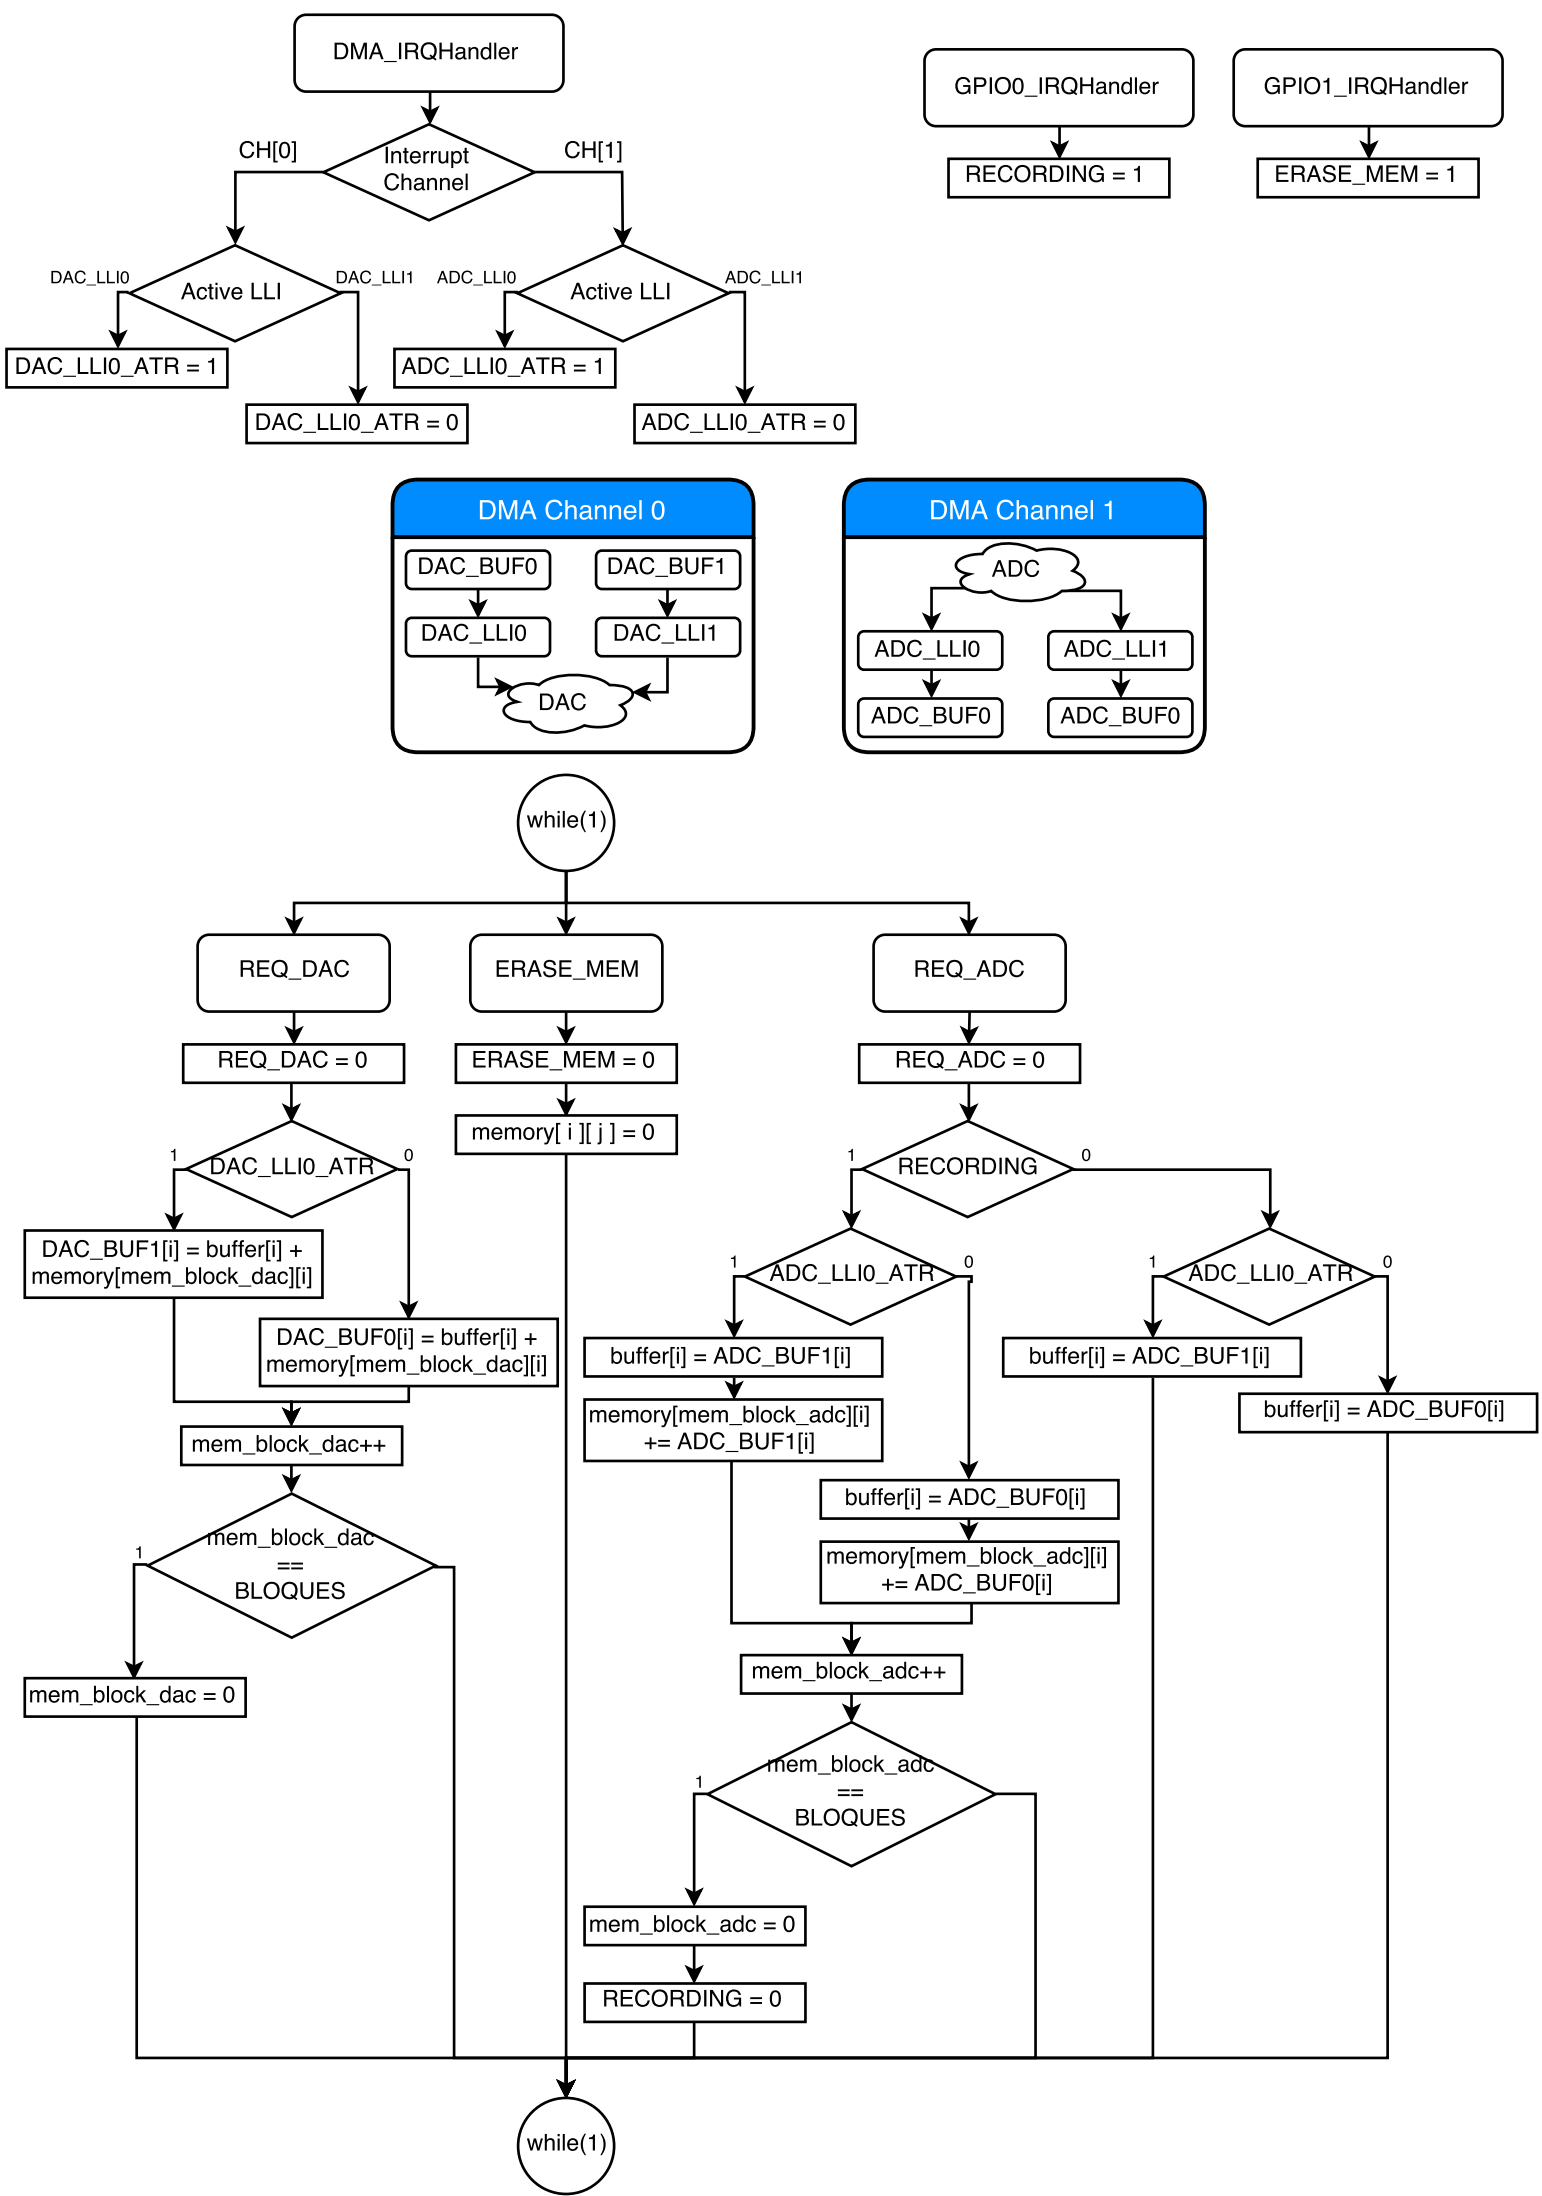 DMA_IRQHandler
GPIO0_IRQHandler
GPIO1_IRQHandler
CH[0]
Interrupt
Channel
CH[1]
RECORDING = 1
ERASE_MEM = 1
DAC_LLI0
Active LLI
DAC_LLI1
ADC_LLI0
Active LLI
ADC_LLI1
DAC_LLI0_ATR = 1
ADC_LLI0_ATR = 1
DAC_LLI0_ATR = 0
ADC_LLI0_ATR = 0
DMA Channel 0
DAC_BUF0
DAC_BUF1
DAC_LLI0
DAC_LLI1
DAC
DMA Channel 1
ADC
ADC_LLI0
ADC_LLI1
ADC_BUF0
ADC_BUF0
while(1)
REQ_DAC
ERASE_MEM
REQ_ADC
REQ_DAC = 0
ERASE_MEM = 0
REQ_ADC = 0
memory[ i ][ j ] = 0
1
DAC_LLI0_ATR
0
1
RECORDING
0
DAC_BUF1[i] = buffer[i] +
memory[mem_block_dac][i]
DAC_BUF0[i] = buffer[i] +
memory[mem_block_dac][i]
1
ADC_LLI0_ATR
0
1
ADC_LLI0_ATR
0
buffer[i] = ADC_BUF1[i]
buffer[i] = ADC_BUF1[i]
memory[mem_block_adc][i]
+= ADC_BUF1[i]
buffer[i] = ADC_BUF0[i]
mem_block_dac++
buffer[i] = ADC_BUF0[i]
memory[mem_block_adc][i]
+= ADC_BUF0[i]
1
mem_block_dac
==
BLOQUES
mem_block_dac = 0
mem_block_adc++
1
mem_block_adc
==
BLOQUES
mem_block_adc = 0
RECORDING = 0
while(1)